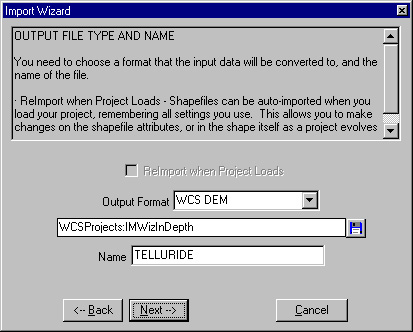 Import Wizard
OUTPUT FILE TYPE AND NAME
You need to choose a format that the input data will be converted to, and the
name of the file.
· ReImport when Project Loads - Shapefiles can be auto-imported when you
load your project, remembering all settings you use. This allows you to make
changes on the shapefile attributes, or in the shape itself as a project evolves
ReImport when Project Loads
Output Format WCS DEM
WCSProjects:IMWizInDepth
Name TELLURIDE
<-- Back Next --> Cancel